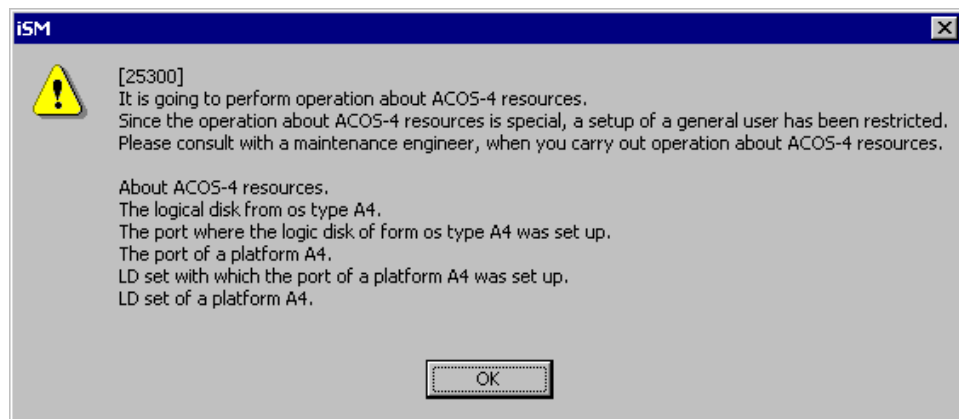 iSM
[25300]
It is going to perform operation about ACOS-4 resources.
Since the operation about ACOS-4 resources is special, a setup of a general user has been restricted.
Please consult with a maintenance engineer, when you carry out operation about ACOS-4 resources.
About ACOS-4 resources.
The logical disk from os type A4.
The port where the logic disk of form os type A4 was set up.
The port of a platform A4.
LD set with which the port of a platform A4 was set up.
LD set of a platform A4.
OK